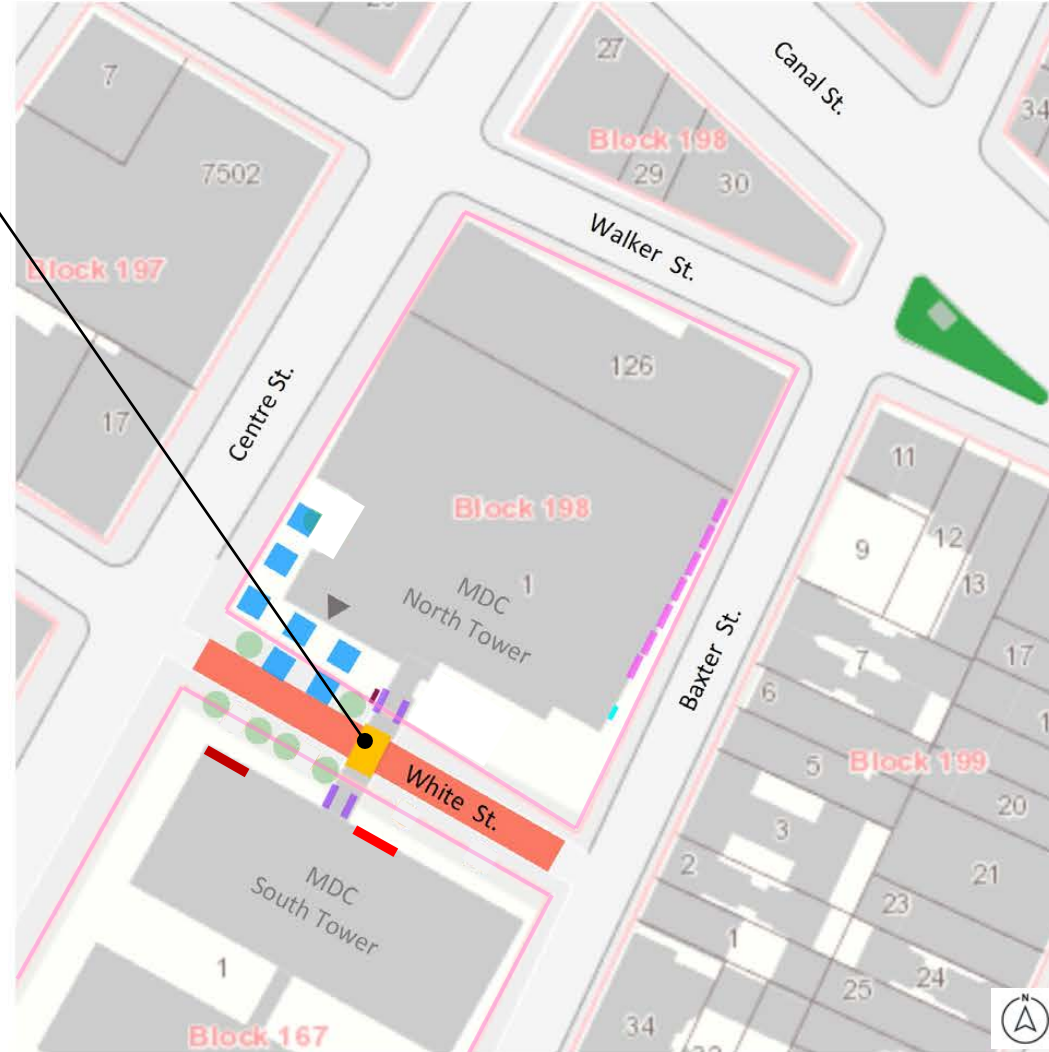 7
27
Canal St.
34
7502
Block 198
29
30
Walker St.
Block 197
126
17
Centre St.
11
Block 198
12
9
13
MDC
North Tower
1
Baxter St.
7
17
6
Block 199
5
White St.
20
3
2
21
MDC
South Tower
23
1
24
1
25
34
Block 167
N